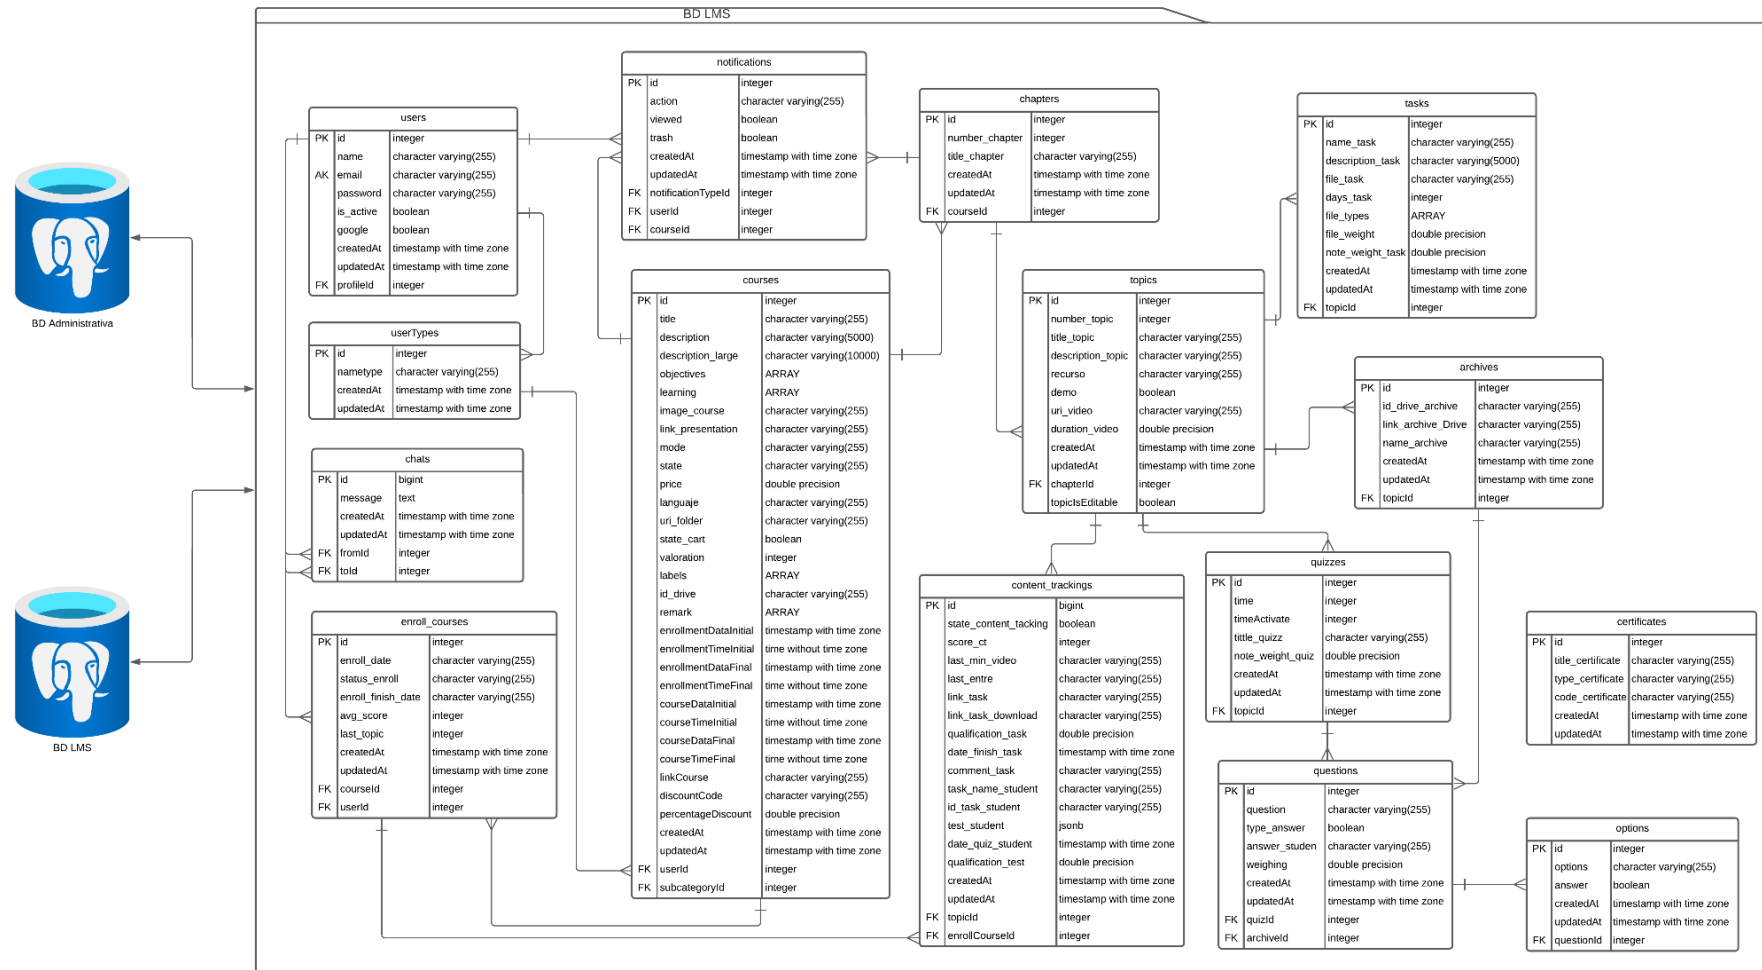 BD LMS
BD Administrativa
BD LMS
users
PK id integer
name character varying(255)
AK email character varying(255)
password character varying(255)
is_active boolean
google boolean
createdAt timestamp with time zone
updatedAt timestamp with time zone
FK profileId integer
userTypes
PK id integer
nametype character varying(255)
createdAt timestamp with time zone
updatedAt timestamp with time zone
chats
PK id bigint
message text
createdAt timestamp with time zone
updatedAt timestamp with time zone
FK fromId integer
FK toId integer
enroll_courses
PK id integer
enroll_date character varying(255)
status_enroll character varying(255)
enroll_finish_date character varying(255)
avg_score integer
last_topic integer
createdAt timestamp with time zone
updatedAt timestamp with time zone
FK courseId integer
FK userId integer
notifications
PK id integer
action character varying(255)
viewed boolean
trash boolean
createdAt timestamp with time zone
updatedAt timestamp with time zone
FK notificationTypeId integer
FK userId integer
FK courseId integer
courses
PK id integer
title character varying(255)
description character varying(5000)
description_large character varying(10000)
objectives ARRAY
learning ARRAY
image_course character varying(255)
link_presentation character varying(255)
mode character varying(255)
state character varying(255)
price double precision
languaje character varying(255)
uri_folder character varying(255)
state_cart boolean
valoration integer
labels ARRAY
id_drive character varying(255)
remark ARRAY
enrollmentDataInitial timestamp with time zone
enrollmentTimeInitial time without time zone
enrollmentDataFinal timestamp with time zone
enrollmentTimeFinal time without time zone
courseDataInitial timestamp with time zone
courseTimeInitial time without time zone
courseDataFinal timestamp with time zone
courseTimeFinal time without time zone
linkCourse character varying(255)
discountCode character varying(255)
percentageDiscount double precision
createdAt timestamp with time zone
updatedAt timestamp with time zone
FK userId integer
FK subcategoryId integer
chapters
PK id integer
number_chapter integer
title_chapter character varying(255)
createdAt timestamp with time zone
updatedAt timestamp with time zone
FK courseId integer
topics
PK id integer
number_topic integer
title_topic character varying(255)
description_topic character varying(255)
recurso character varying(255)
demo boolean
uri_video character varying(255)
duration_video double precision
createdAt timestamp with time zone
updatedAt timestamp with time zone
FK chapterId integer
topicIsEditable boolean
content_trackings
PK id bigint
state_content_tacking boolean
score_ct integer
last_min_video character varying(255)
last_entre character varying(255)
link_task character varying(255)
link_task_download character varying(255)
qualification_task double precision
date_finish_task timestamp with time zone
comment_task character varying(255)
task_name_student character varying(255)
id_task_student character varying(255)
test_student jsonb
date_quiz_student timestamp with time zone
qualification_test double precision
createdAt timestamp with time zone
updatedAt timestamp with time zone
FK topicId integer
FK enrollCourseId integer
tasks
PK id integer
name_task character varying(255)
description_task character varying(5000)
file_task character varying(255)
days_task integer
file_types ARRAY
file_weight double precision
note_weight_task double precision
createdAt timestamp with time zone
updatedAt timestamp with time zone
FK topicId integer
archives
PK id integer
id_drive_archive character varying(255)
link_archive_Drive character varying(255)
name_archive character varying(255)
createdAt timestamp with time zone
updatedAt timestamp with time zone
FK topicId integer
quizzes
PK id integer
time integer
timeActivate integer
tittle_quizz character varying(255)
note_weight_quiz double precision
createdAt timestamp with time zone
updatedAt timestamp with time zone
FK topicId integer
questions
PK id integer
question character varying(255)
type_answer boolean
answer_studen character varying(255)
weighing double precision
createdAt timestamp with time zone
updatedAt timestamp with time zone
FK quizId integer
FK archiveId integer
certificates
PK id integer
title_certificate character varying(255)
type_certificate character varying(255)
code_certificate character varying(255)
createdAt timestamp with time zone
updatedAt timestamp with time zone
options
PK id integer
options character varying(255)
answer boolean
createdAt timestamp with time zone
updatedAt timestamp with time zone
FK questionId integer